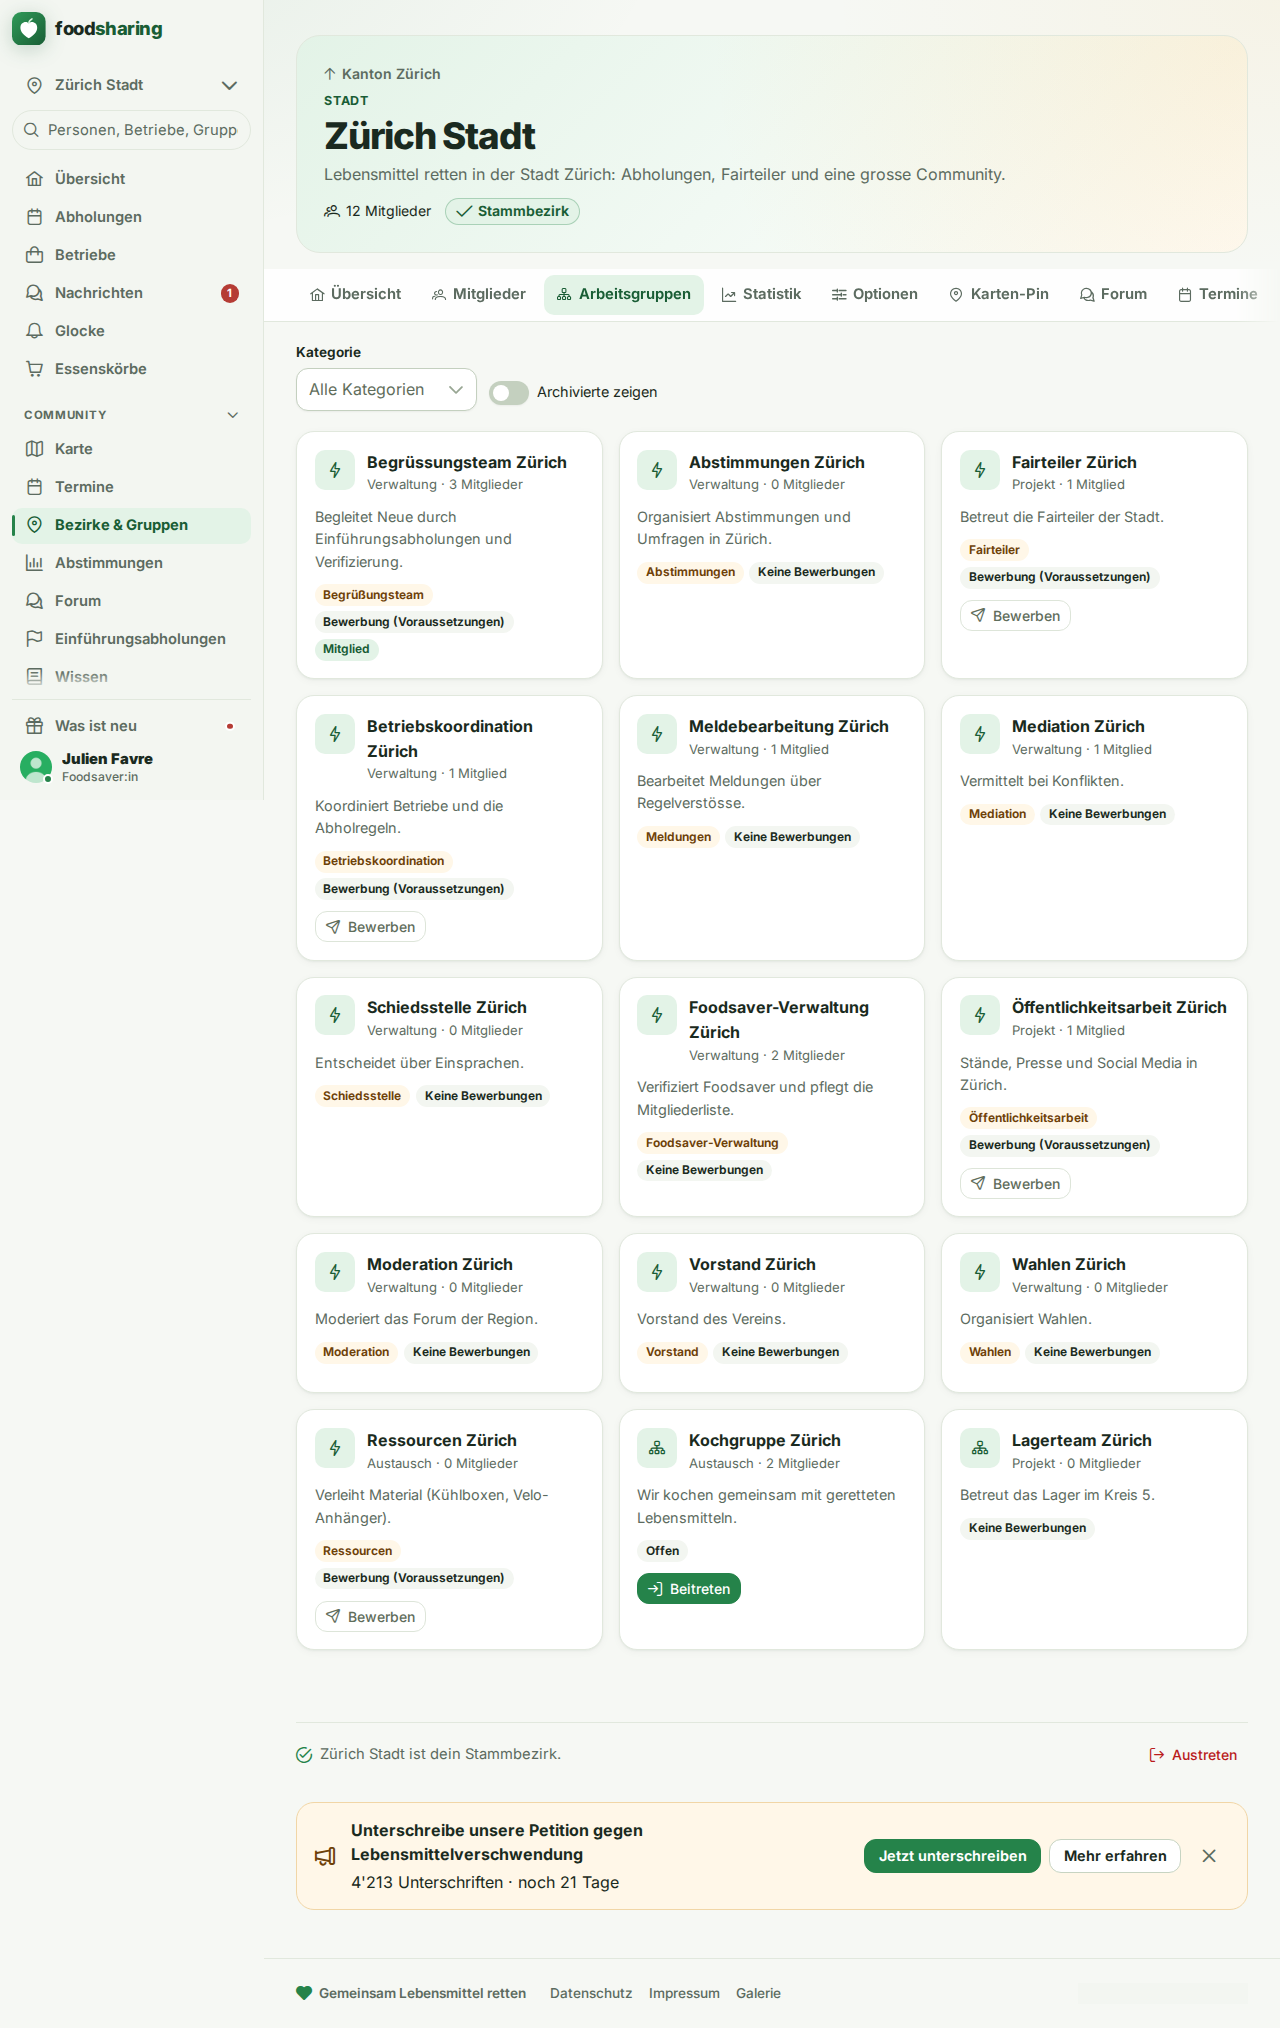 foodsharing
Zürich Stadt
Personen, Betriebe, Grupp
Übersicht
Abholungen
Betriebe
Nachrichten 1
Glocke
Essenskörbe
COMMUNITY
Karte
Termine
Bezirke & Gruppen
Abstimmungen
Forum
Einführungsabholungen
Wissen
Was ist neu
Julien Favre
Foodsaver:in
Kanton Zürich
STADT
Zürich Stadt
Lebensmittel retten in der Stadt Zürich: Abholungen, Fairteiler und eine grosse Community.
12 Mitglieder Stammbezirk
Übersicht Mitglieder Arbeitsgruppen Statistik Optionen Karten-Pin Forum Termine
Kategorie
Alle Kategorien Archivierte zeigen
Begrüssungsteam Zürich
Verwaltung · 3 Mitglieder
Begleitet Neue durch
Einführungsabholungen und
Verifizierung.
Begrüßungsteam
Bewerbung (Voraussetzungen)
Mitglied
Abstimmungen Zürich
Verwaltung · 0 Mitglieder
Organisiert Abstimmungen und
Umfragen in Zürich.
Abstimmungen Keine Bewerbungen
Fairteiler Zürich
Projekt · 1 Mitglied
Betreut die Fairteiler der Stadt.
Fairteiler
Bewerbung (Voraussetzungen)
Bewerben
Betriebskoordination
Zürich
Verwaltung · 1 Mitglied
Koordiniert Betriebe und die
Abholregeln.
Betriebskoordination
Bewerbung (Voraussetzungen)
Bewerben
Meldebearbeitung Zürich
Verwaltung · 1 Mitglied
Bearbeitet Meldungen über
Regelverstösse.
Meldungen Keine Bewerbungen
Mediation Zürich
Verwaltung · 1 Mitglied
Vermittelt bei Konflikten.
Mediation Keine Bewerbungen
Schiedsstelle Zürich
Verwaltung · 0 Mitglieder
Entscheidet über Einsprachen.
Schiedsstelle Keine Bewerbungen
Foodsaver-Verwaltung
Zürich
Verwaltung · 2 Mitglieder
Verifiziert Foodsaver und pflegt die
Mitgliederliste.
Foodsaver-Verwaltung
Keine Bewerbungen
Öffentlichkeitsarbeit Zürich
Projekt · 1 Mitglied
Stände, Presse und Social Media in
Zürich.
Öffentlichkeitsarbeit
Bewerbung (Voraussetzungen)
Bewerben
Moderation Zürich
Verwaltung · 0 Mitglieder
Moderiert das Forum der Region.
Moderation Keine Bewerbungen
Vorstand Zürich
Verwaltung · 0 Mitglieder
Vorstand des Vereins.
Vorstand Keine Bewerbungen
Wahlen Zürich
Verwaltung · 0 Mitglieder
Organisiert Wahlen.
Wahlen Keine Bewerbungen
Ressourcen Zürich
Austausch · 0 Mitglieder
Verleiht Material (Kühlboxen, Velo-
Anhänger).
Ressourcen
Bewerbung (Voraussetzungen)
Bewerben
Kochgruppe Zürich
Austausch · 2 Mitglieder
Wir kochen gemeinsam mit geretteten
Lebensmitteln.
Offen
Beitreten
Lagerteam Zürich
Projekt · 0 Mitglieder
Betreut das Lager im Kreis 5.
Keine Bewerbungen
Zürich Stadt ist dein Stammbezirk. Austreten
Unterschreibe unsere Petition gegen
Lebensmittelverschwendung
4'213 Unterschriften · noch 21 Tage
Jetzt unterschreiben Mehr erfahren
Gemeinsam Lebensmittel retten Datenschutz Impressum Galerie